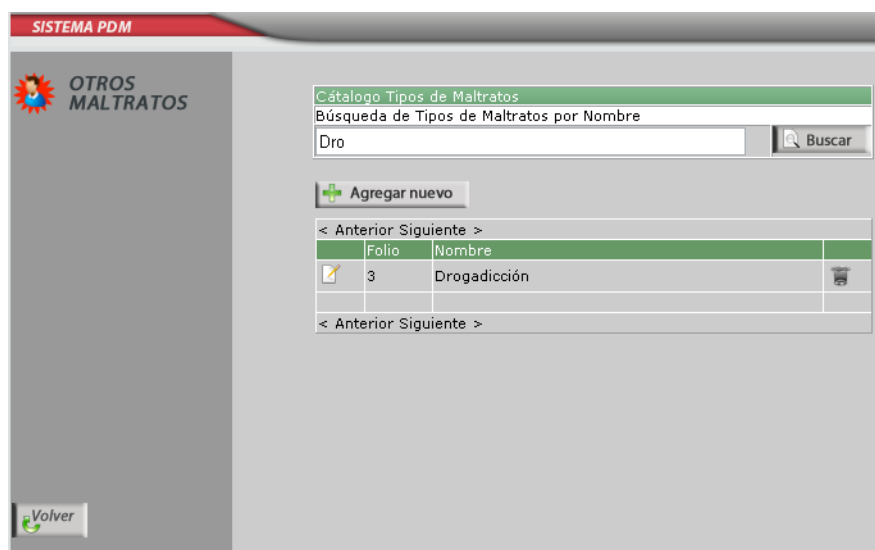 SISTEMA PDM
OTROS
MALTRATOS
Cátalogo Tipos de Maltratos
Búsqueda de Tipos de Maltratos por Nombre
Dro
Buscar
Agregar nuevo
< Anterior Siguiente >
Folio Nombre
3 Drogadicción
< Anterior Siguiente >
Volver